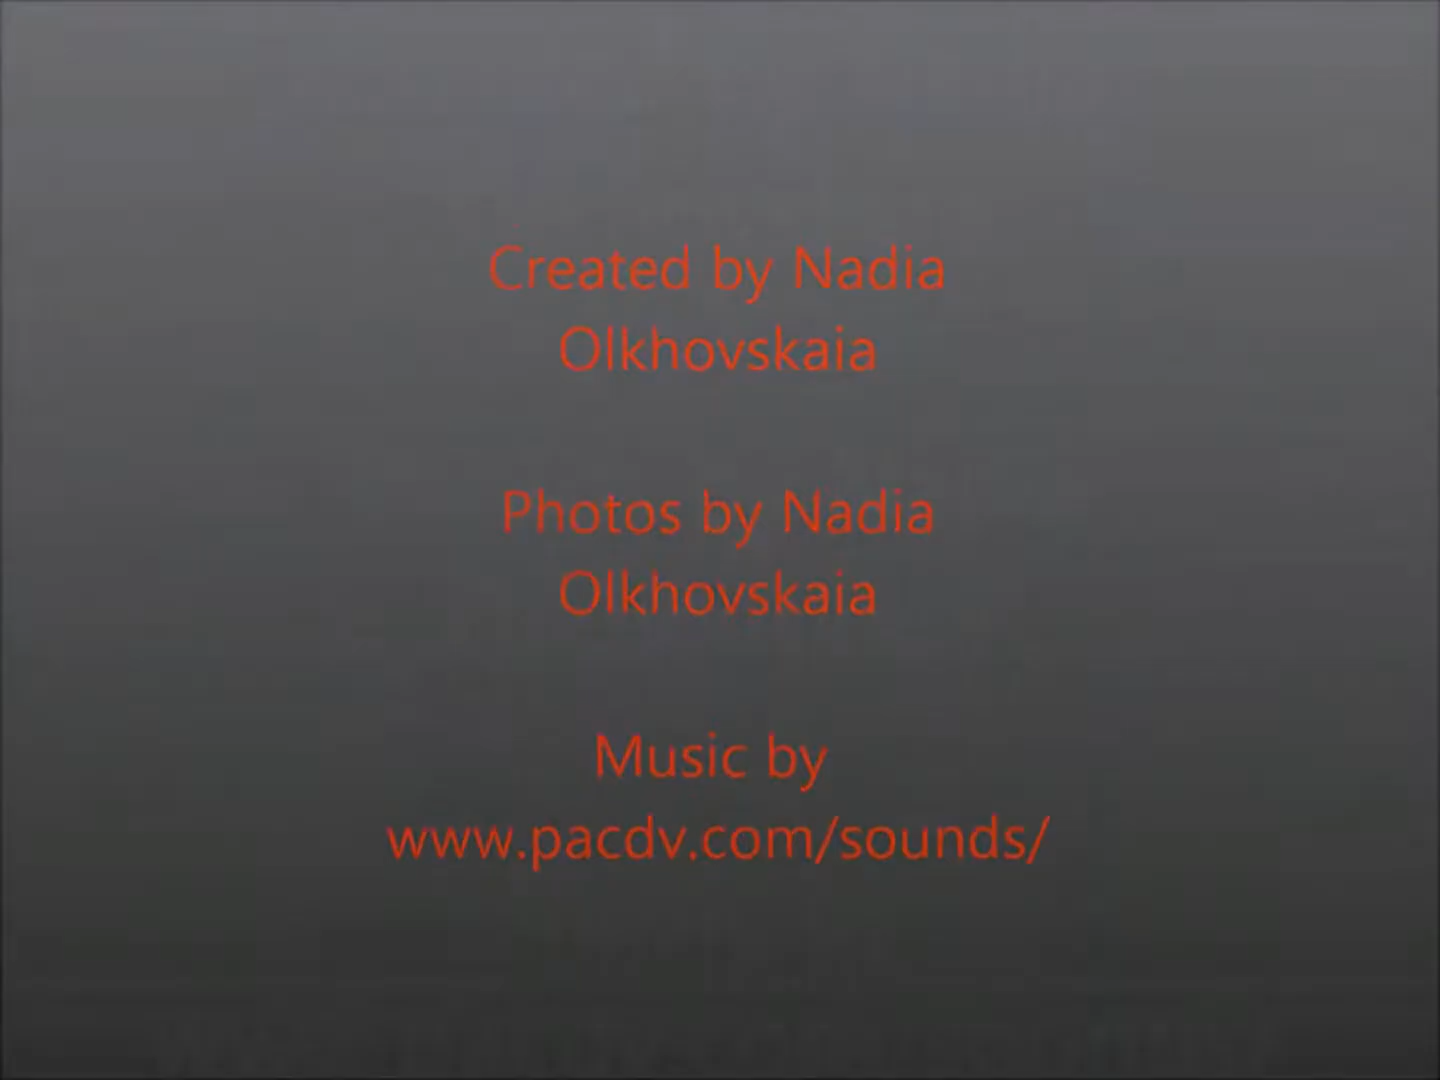 Created by Nadia
Olkhovskaia
Photos by Nadia
Olkhovskaia
Music by
www.pacdv.com/sounds/